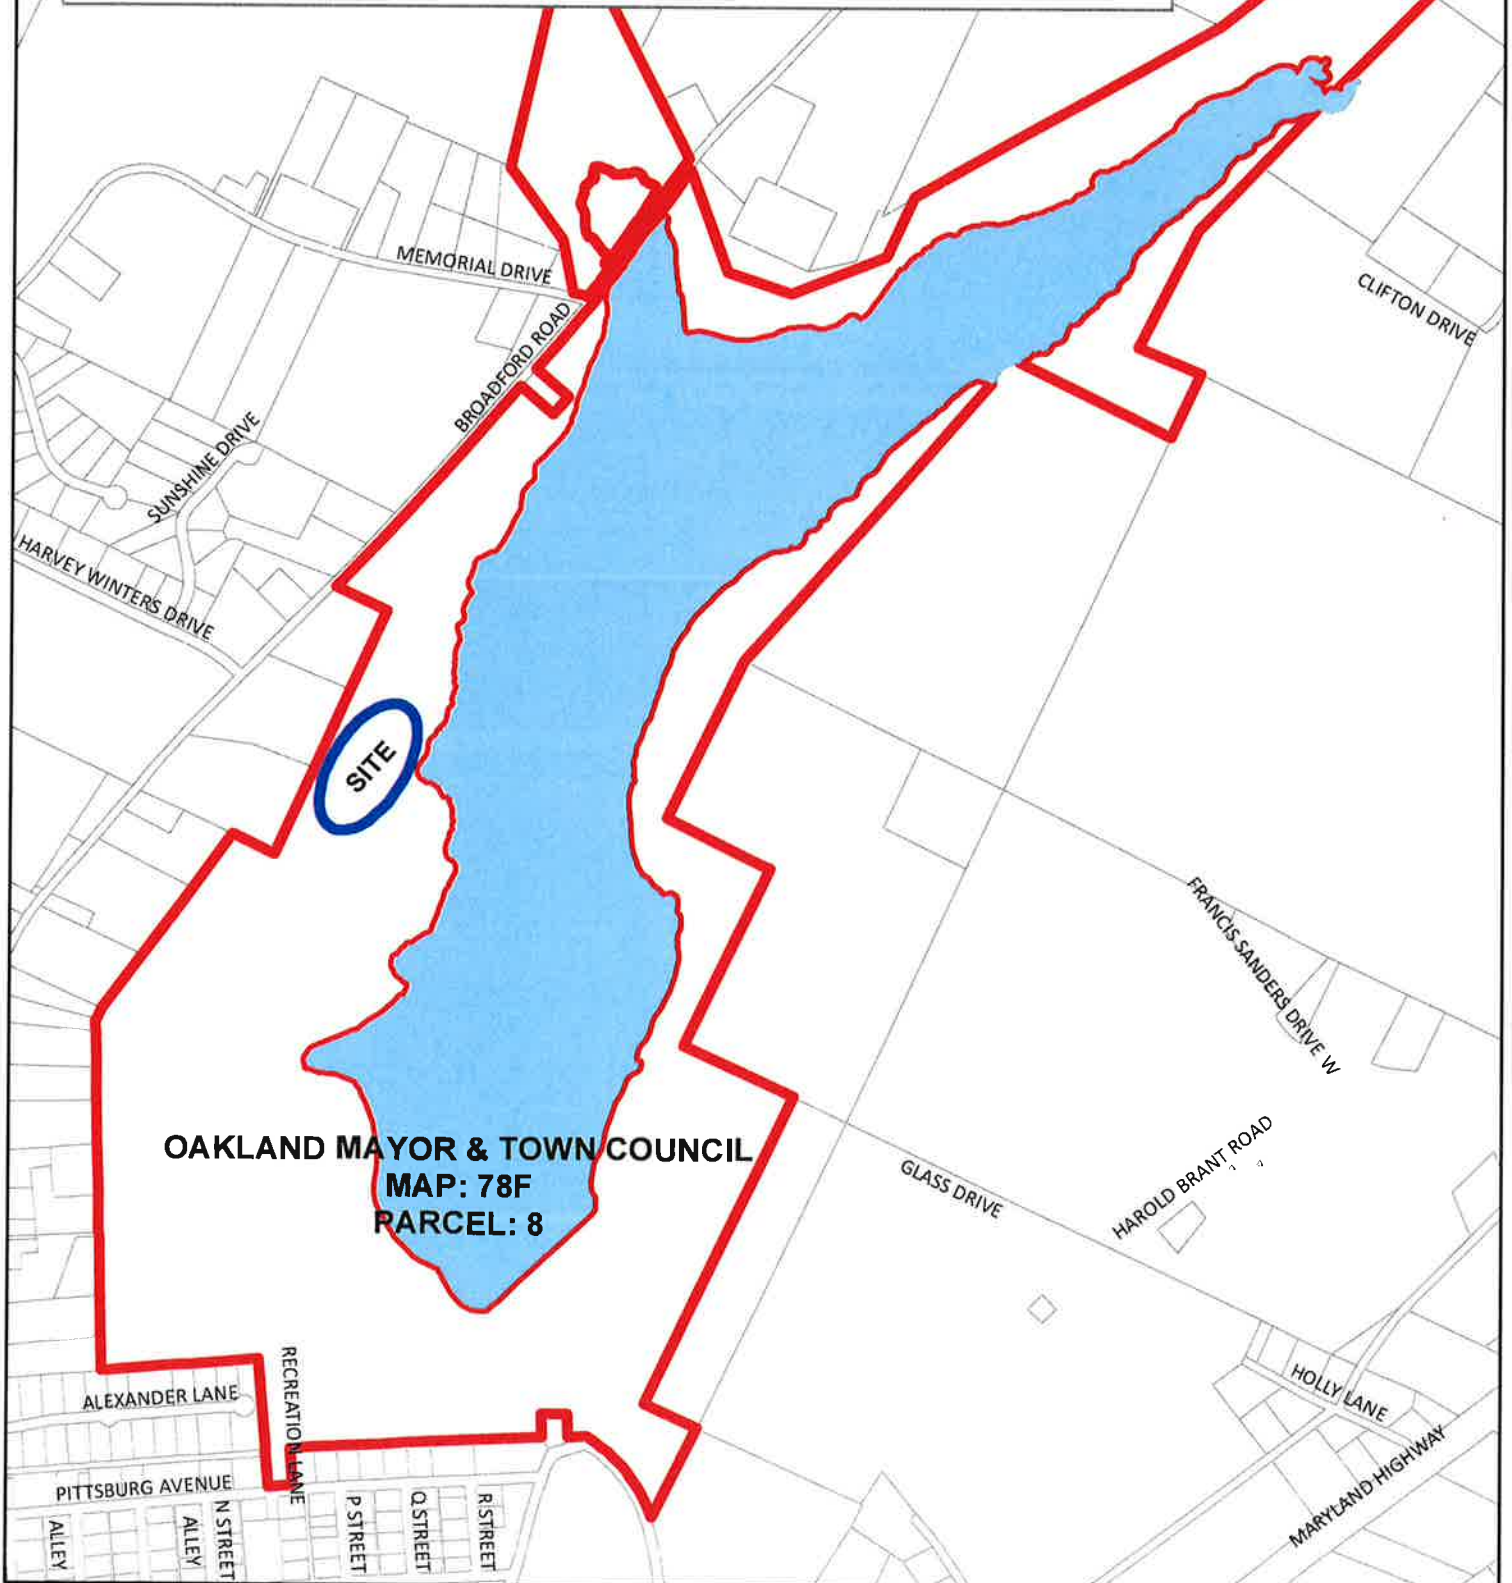 MEMORIAL DRIVE
CLIFTON DRIVE
BROADFORD ROAD
SUNSHINE DRIVE
HARVEY WINTERS DRIVE
SITE
FRANCIS SANDERS DRIVE W
OAKLAND MAYOR & TOWN COUNCIL
MAP: 78F
PARCEL: 8
GLASS DRIVE
HAROLD BRANT ROAD
HOLLY LANE
ALEXANDER LANE
RECREATION LANE
MARYLAND HIGHWAY
PITTSBURG AVENUE
ALLEY
ALLEY
N STREET
P STREET
Q STREET
R STREET